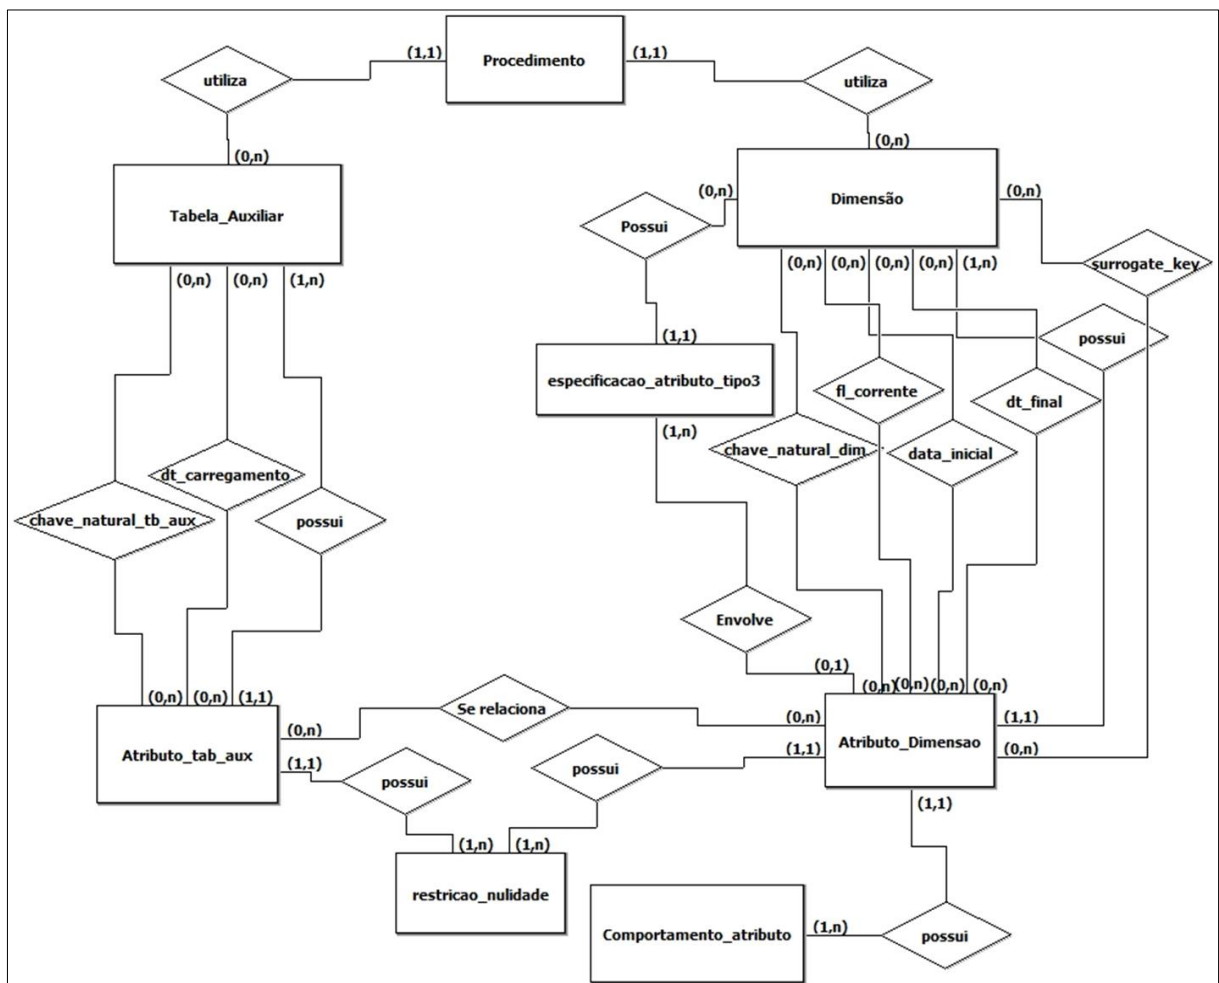 (1,1) Procedimento (1,1)
utiliza
utiliza
(0,n)
(0,n)
Tabela_Auxiliar
Dimensão
(0,n)
(0,n)
Possui
surrogate_key
(0,n) (0,n) (1,n)
(0,n) (0,n) (0,n) (0,n) (1,n)
(1,1)
possui
especificacao_atributo_tipo3
fl_corrente
dt_final
(1,n)
chave_natural_dim
data_inicial
dt_carregamento
chave_natural_tb_aux
possui
Envolve
(0,1)
(0,n) (0,n) (0,n) (0,n)
(0,n) (0,n) (1,1)
Se relaciona
(0,n)
(0,n)
(1,1)
Atributo_tab_aux
Atributo_Dimensao
(1,1)
(1,1)
(0,n)
possui
possui
(1,1)
(1,n) (1,n)
restricao_nulidade
Comportamento_atributo
(1,n)
possui